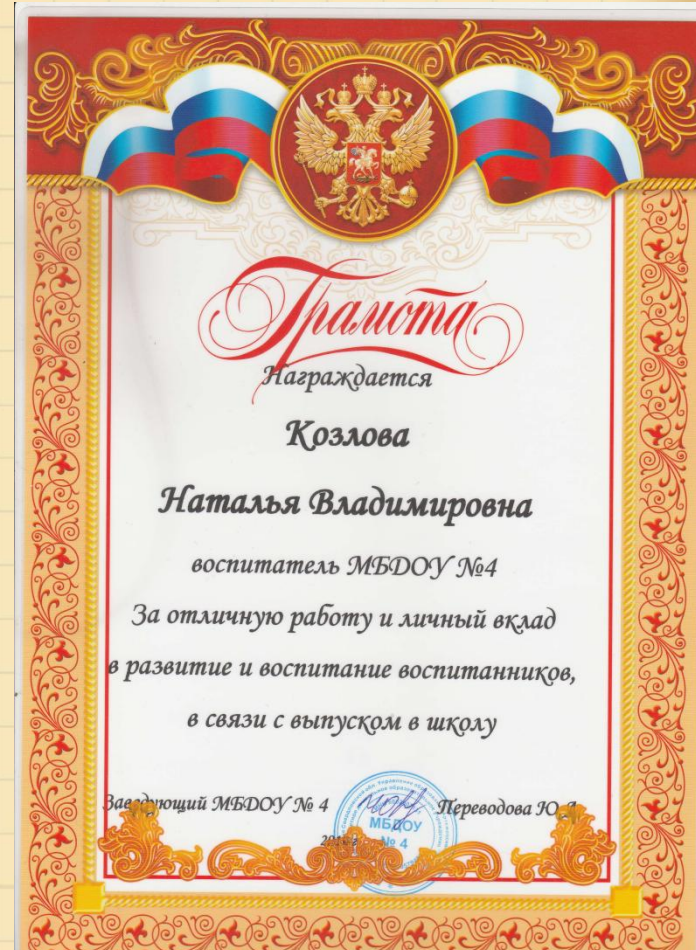 Грамота
Награждается
Козлова
Наталья Владимировна
воспитатель МБДОУ №4
За отличную работу и личный вклад
в развитие и воспитание воспитанников,
в связи с выпуском в школу
Заведующий МБДОУ № 4 Переводова Ю.
МБДОУ
№ 4